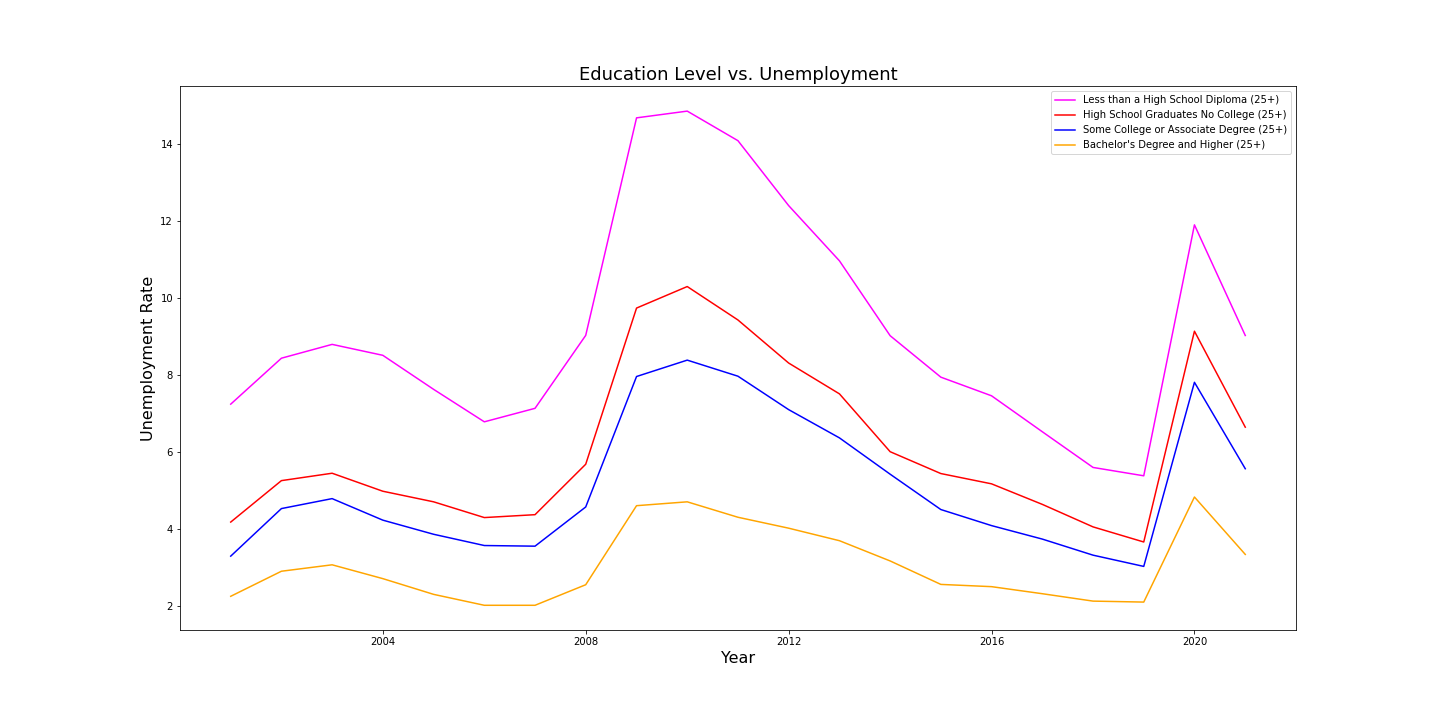 Education Level vs. Unemployment
Less than a High School Diploma (25+)
High School Graduates No College (25+)
Some College or Associate Degree (25+)
Bachelor's Degree and Higher (25+)
Unemployment Rate
14
12
10
8
6
4
2
2004
2008
2012
2016
2020
Year